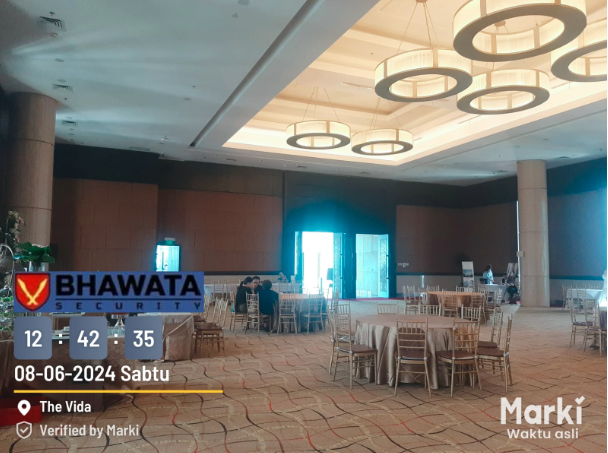 BHAWATA
SECURITY
12 : 42 : 35
08-06-2024 Sabtu
The Vida
Verified by Marki
Marki
Waktu asli